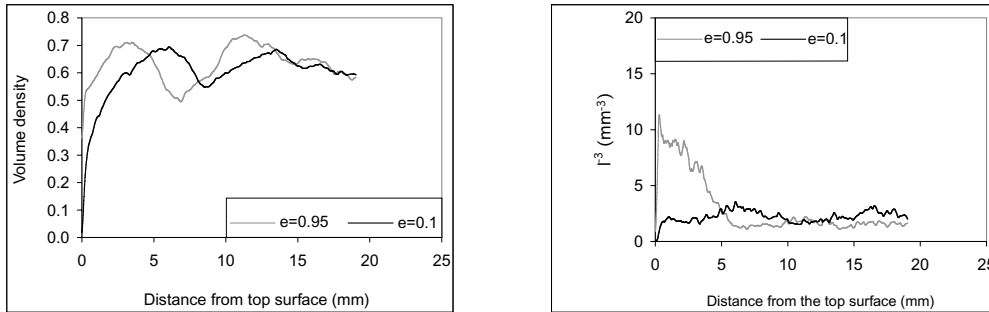 0.8
0.7
0.6
0.5
0.4
0.3
0.2
0.1
0.0
Volume density
e=0.95 e=0.1
0 5 10 15 20 25
Distance from top surface (mm)
20
15
10
5
0
l⁻³ (mm⁻³)
e=0.95 e=0.1
0 5 10 15 20 25
Distance from the top surface (mm)